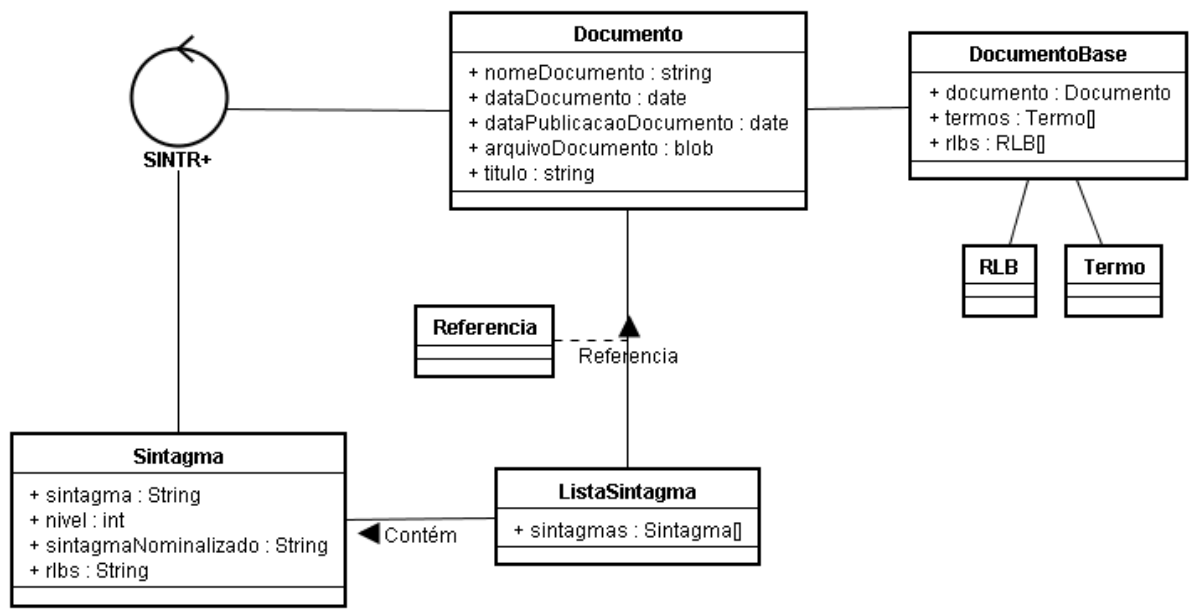 SINTR+
Documento
+ nomeDocumento : string
+ dataDocumento : date
+ dataPublicacaoDocumento : date
+ arquivoDocumento : blob
+ titulo : string
DocumentoBase
+ documento : Documento
+ termos : Termo[]
+ rlbs : RLB[]
RLB
Termo
Referencia
Referencia
Sintagma
+ sintagma : String
+ nivel : int
+ sintagmaNominalizado : String
+ rlbs : String
Contém
ListaSintagma
+ sintagmas : Sintagma[]